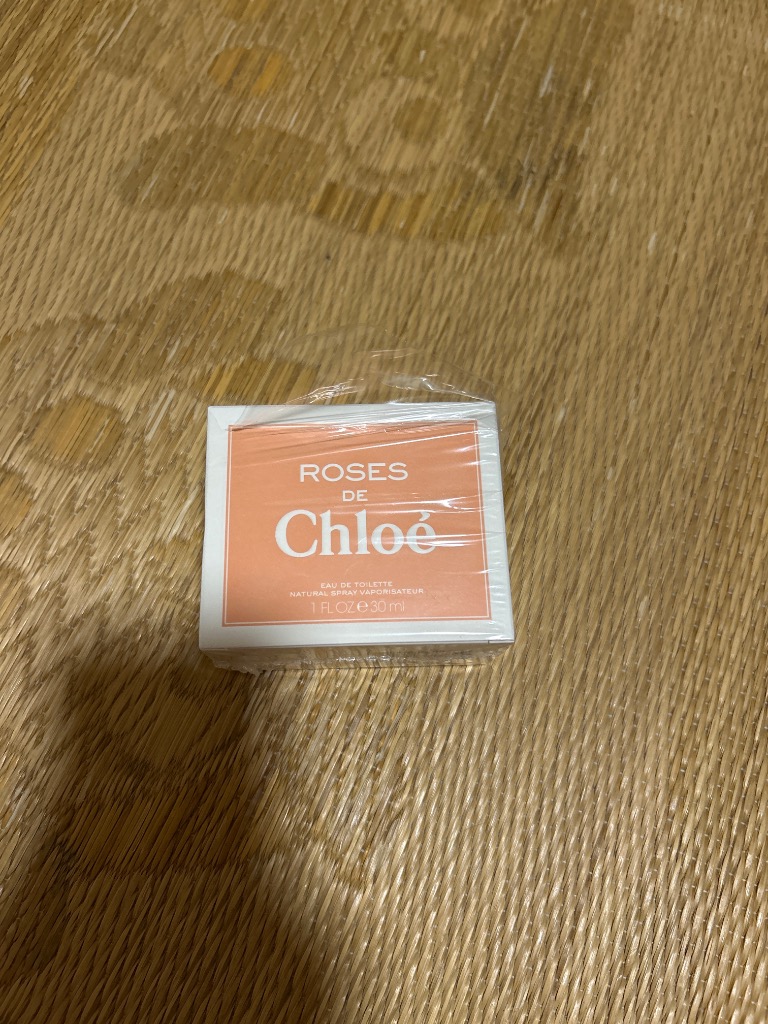 ROSES
DE
Chloé
EAU DE TOILETTE
NATURAL SPRAY VAPORISATEUR
1 FL.OZ ℮ 30 ml